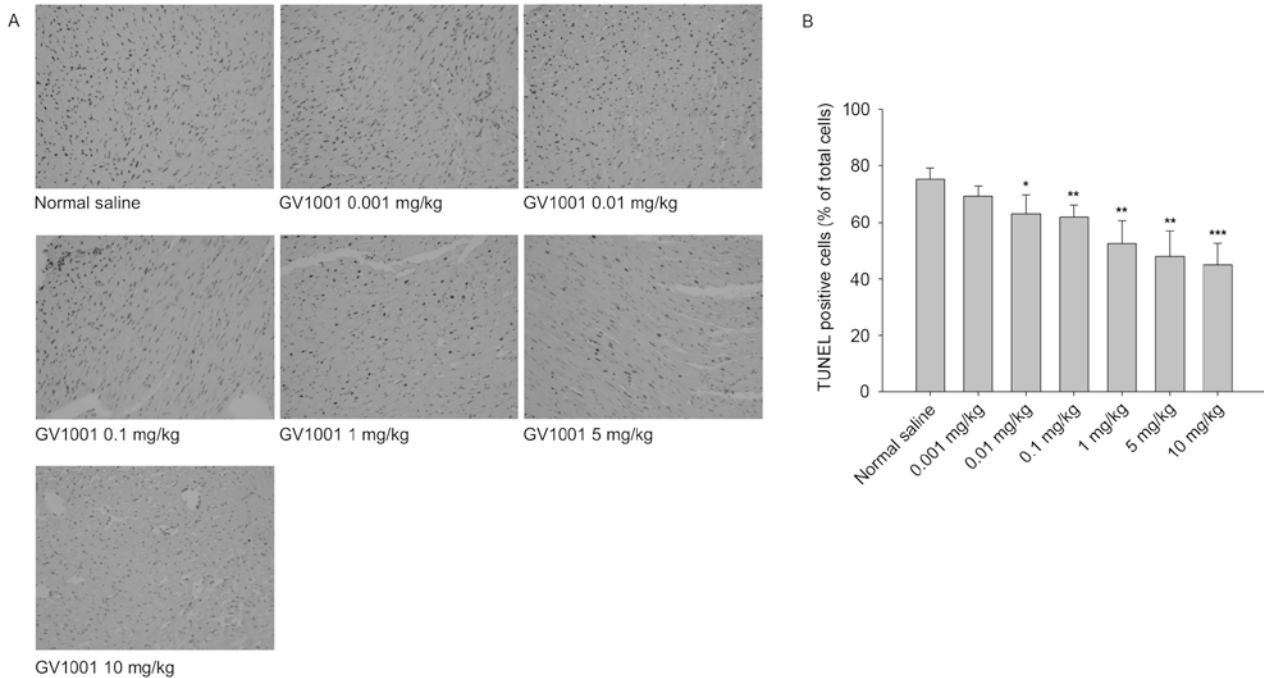 A
Normal saline
GV1001 0.001 mg/kg
GV1001 0.01 mg/kg
GV1001 0.1 mg/kg
GV1001 1 mg/kg
GV1001 5 mg/kg
GV1001 10 mg/kg
B
TUNEL positive cells (% of total cells)
100
80
60
40
20
0
*
**
**
**
***
Normal saline
0.001 mg/kg
0.01 mg/kg
0.1 mg/kg
1 mg/kg
5 mg/kg
10 mg/kg